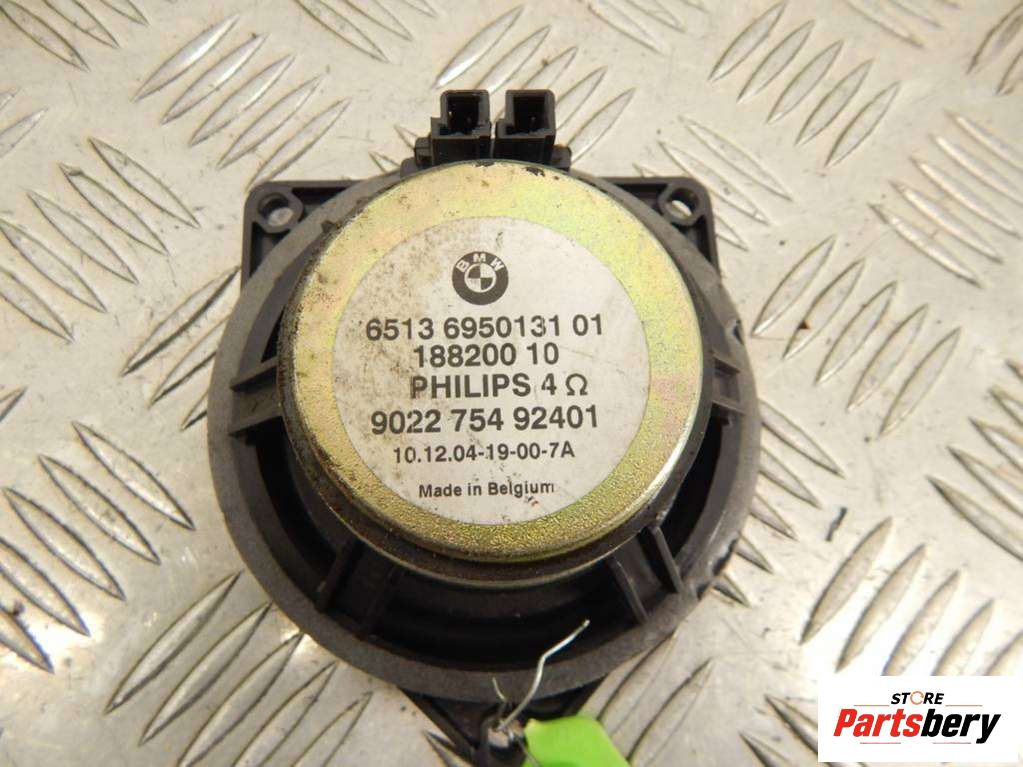 BMW
6513 6950131 01
188200 10
PHILIPS 4 Ω
9022 754 92401
10.12.04-19-00-7A
Made in Belgium
STORE
Partsbery